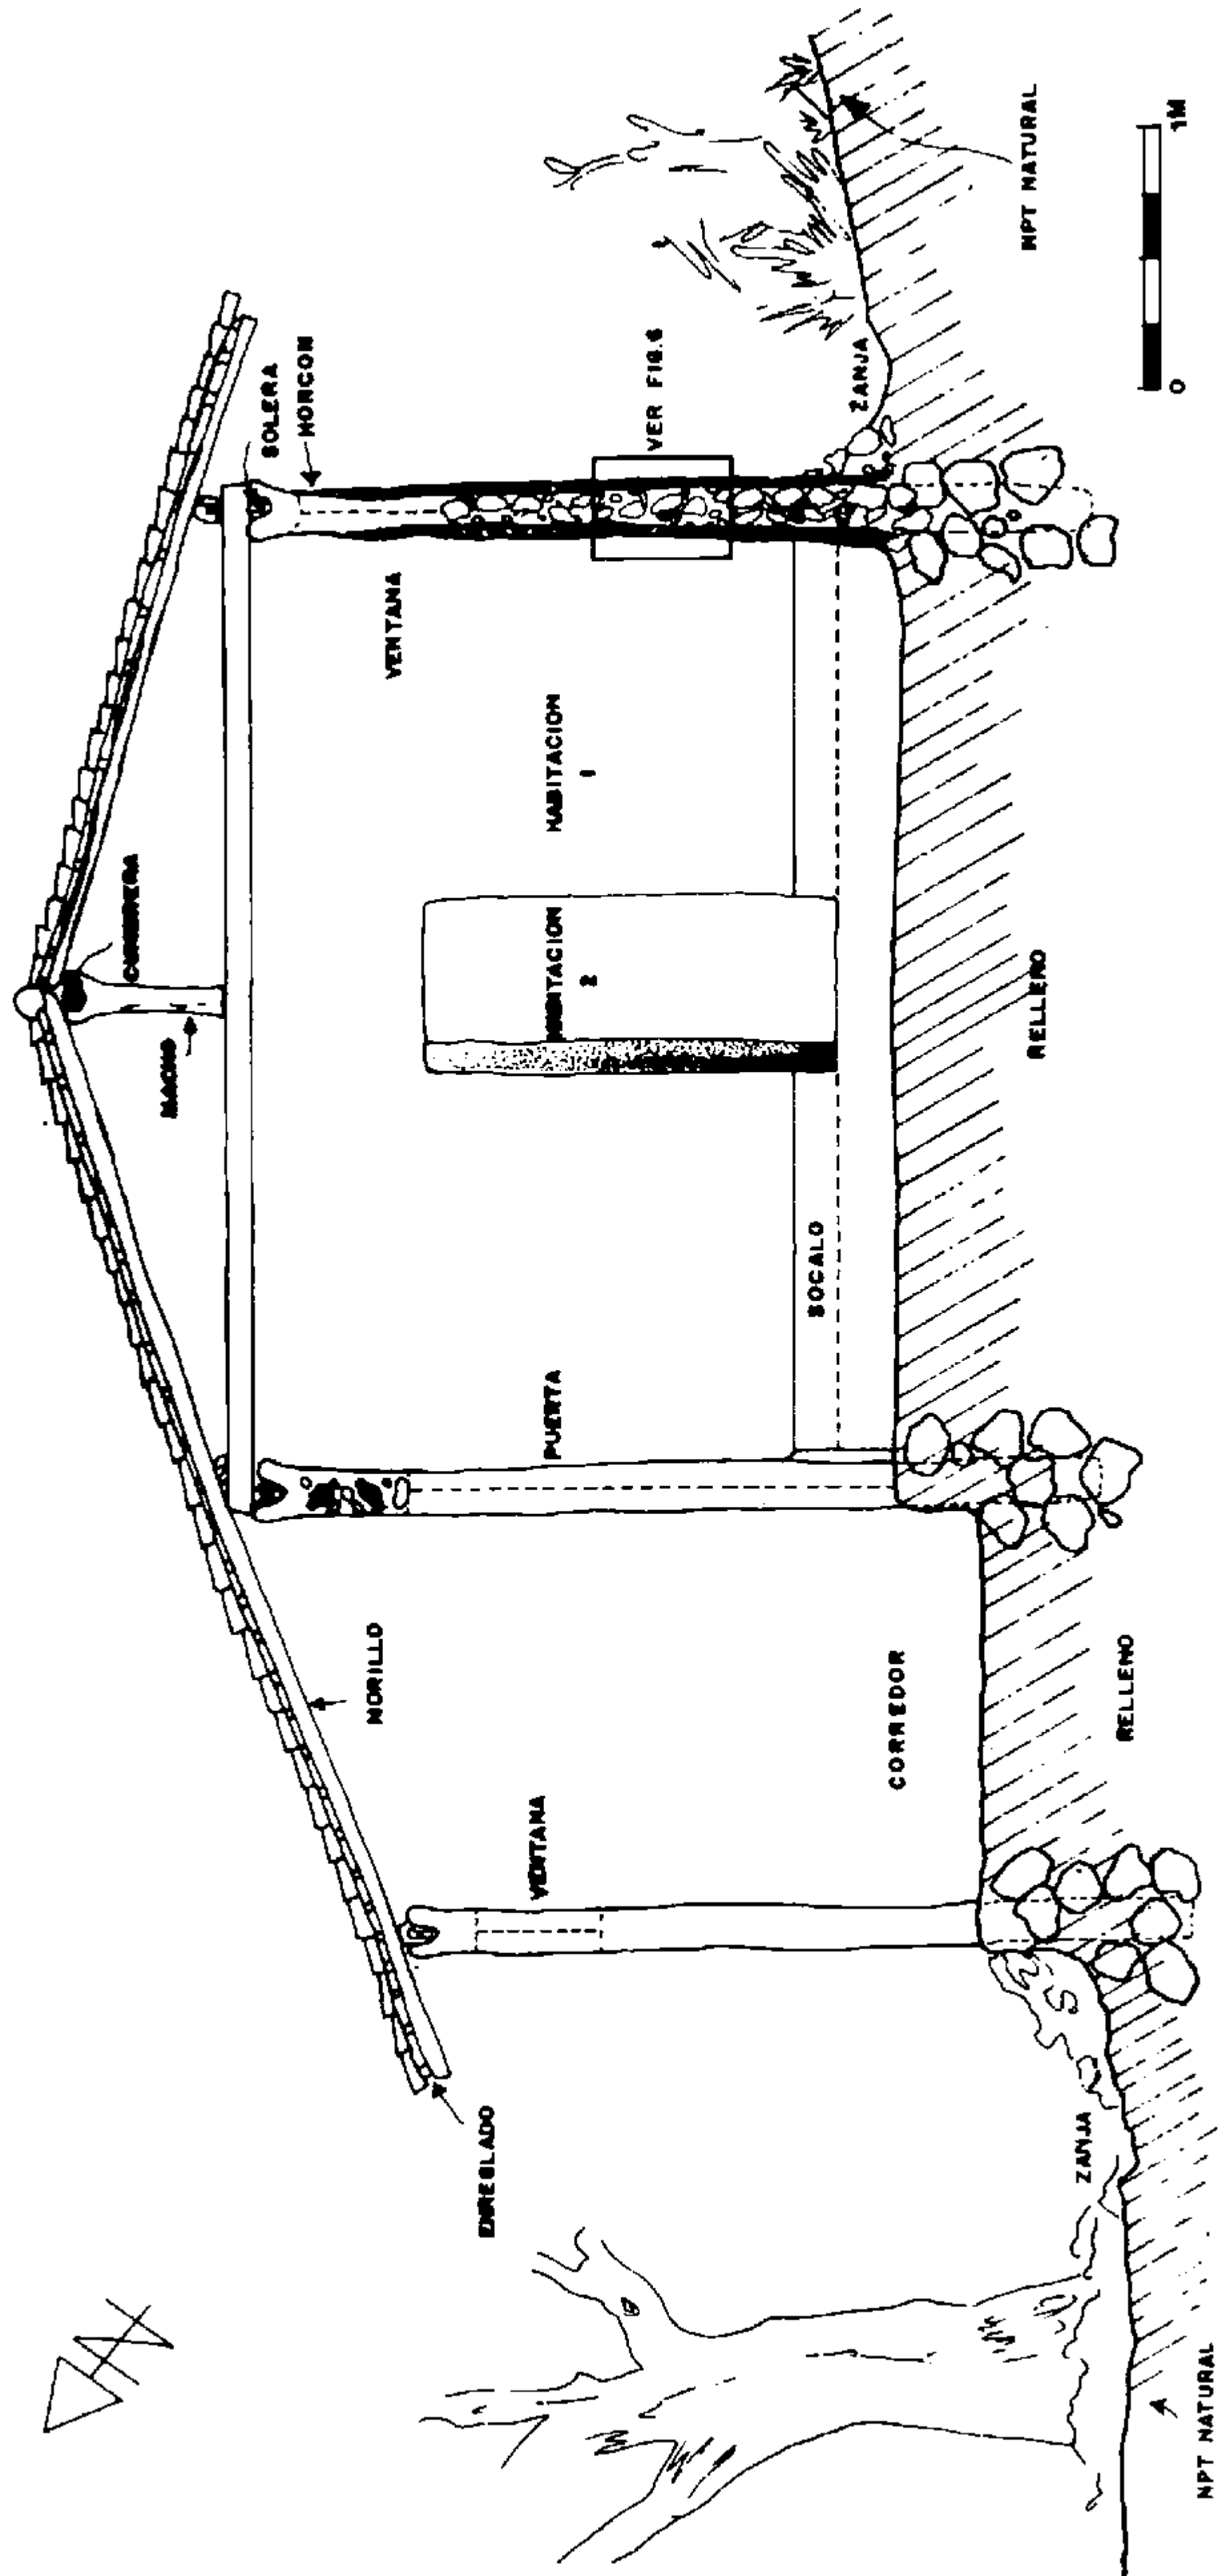 CUMBRERA
MACHO
SOLERA
HORCON
MORILLO
VENTANA
VENTANA
ENREGLADO
PUERTA
HABITACION
2
HABITACION
1
VER FIG.6
SOCALO
CORREDOR
ZANJA
ZANJA
NPT NATURAL
RELLENO
RELLENO
NPT NATURAL
0
1M
N